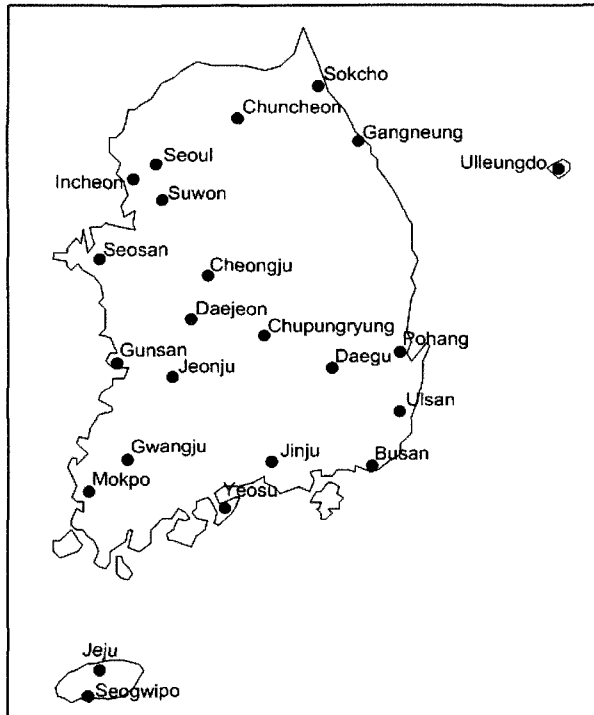 Sokcho
Chuncheon
Gangneung
Seoul
Ulleungdo
Incheon
Suwon
Seosan
Cheongju
Daejeon
Chupungryung
Pohang
Gunsan
Daegu
Jeonju
Ulsan
Gwangju
Jinju
Busan
Mokpo
Yeosu
Jeju
Seogwipo